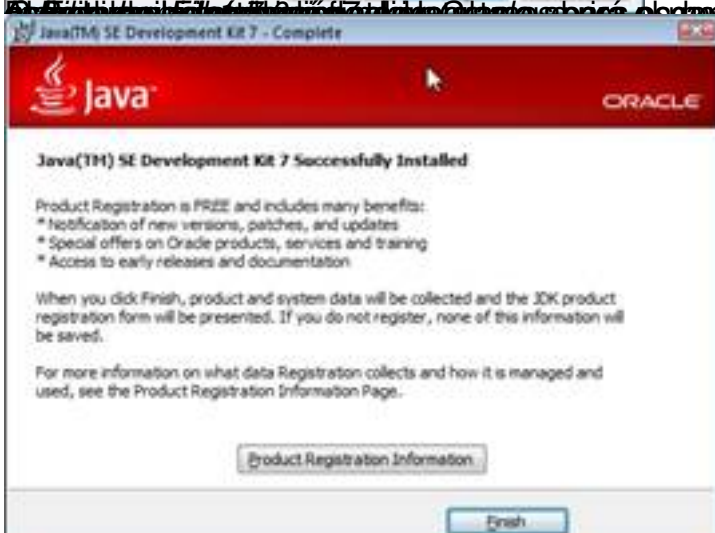 Java(TM) SE Development Kit 7 - Complete
Java
ORACLE
Java(TM) SE Development Kit 7 Successfully Installed
Product Registration is FREE and includes many benefits:
* Notification of new versions, patches, and updates
* Special offers on Oracle products, services and training
* Access to early releases and documentation
When you click Finish, product and system data will be collected and the JDK product
registration form will be presented. If you do not register, none of this information will
be saved.
For more information on what data Registration collects and how it is managed and
used, see the Product Registration Information Page.
Product Registration Information
Finish